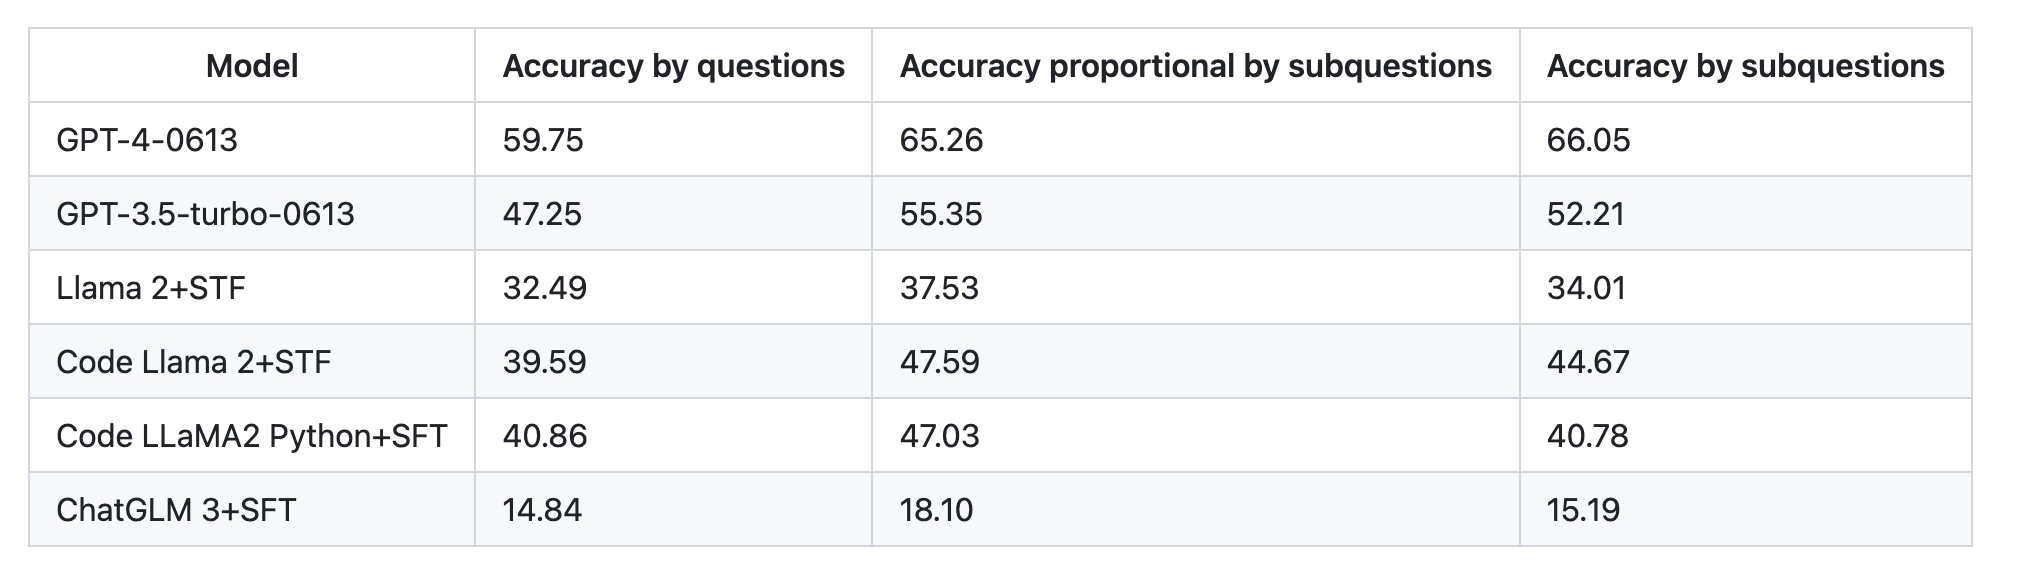 Model Accuracy by questions Accuracy proportional by subquestions Accuracy by subquestions
GPT-4-0613 59.75 65.26 66.05
GPT-3.5-turbo-0613 47.25 55.35 52.21
Llama 2+STF 32.49 37.53 34.01
Code Llama 2+STF 39.59 47.59 44.67
Code LLaMA2 Python+SFT 40.86 47.03 40.78
ChatGLM 3+SFT 14.84 18.10 15.19